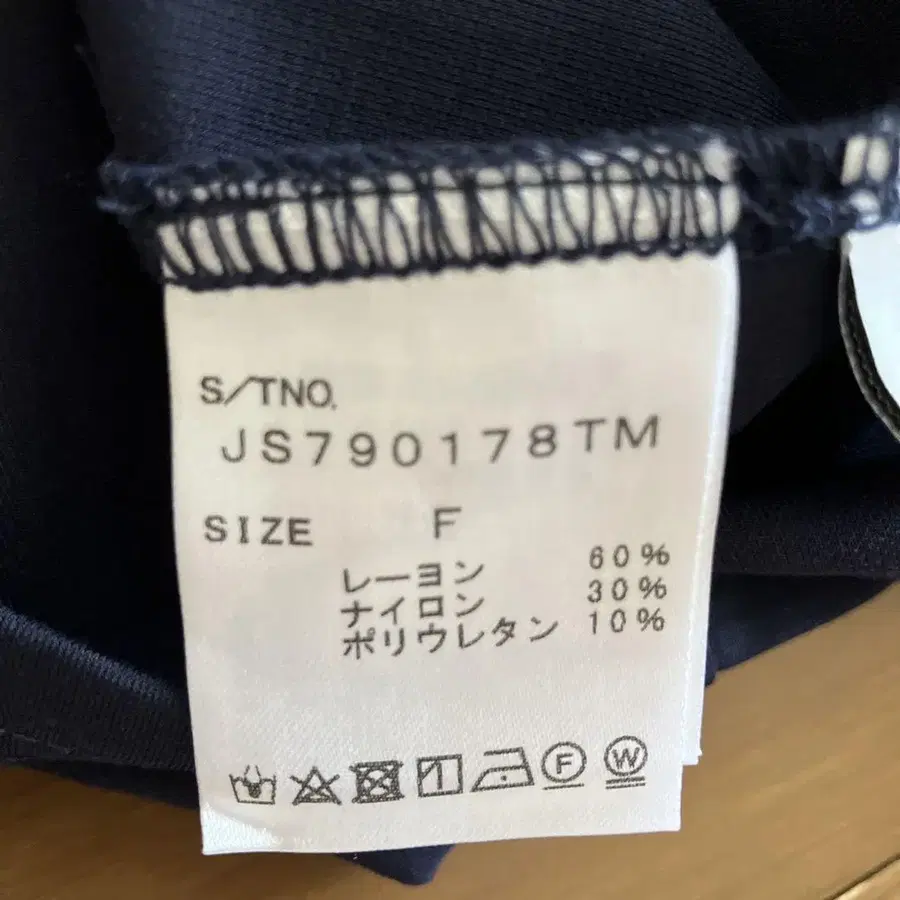 S/TNO.
JS790178TM
SIZE F
レーヨン 60%
ナイロン 30%
ポリウレタン 10%
F W